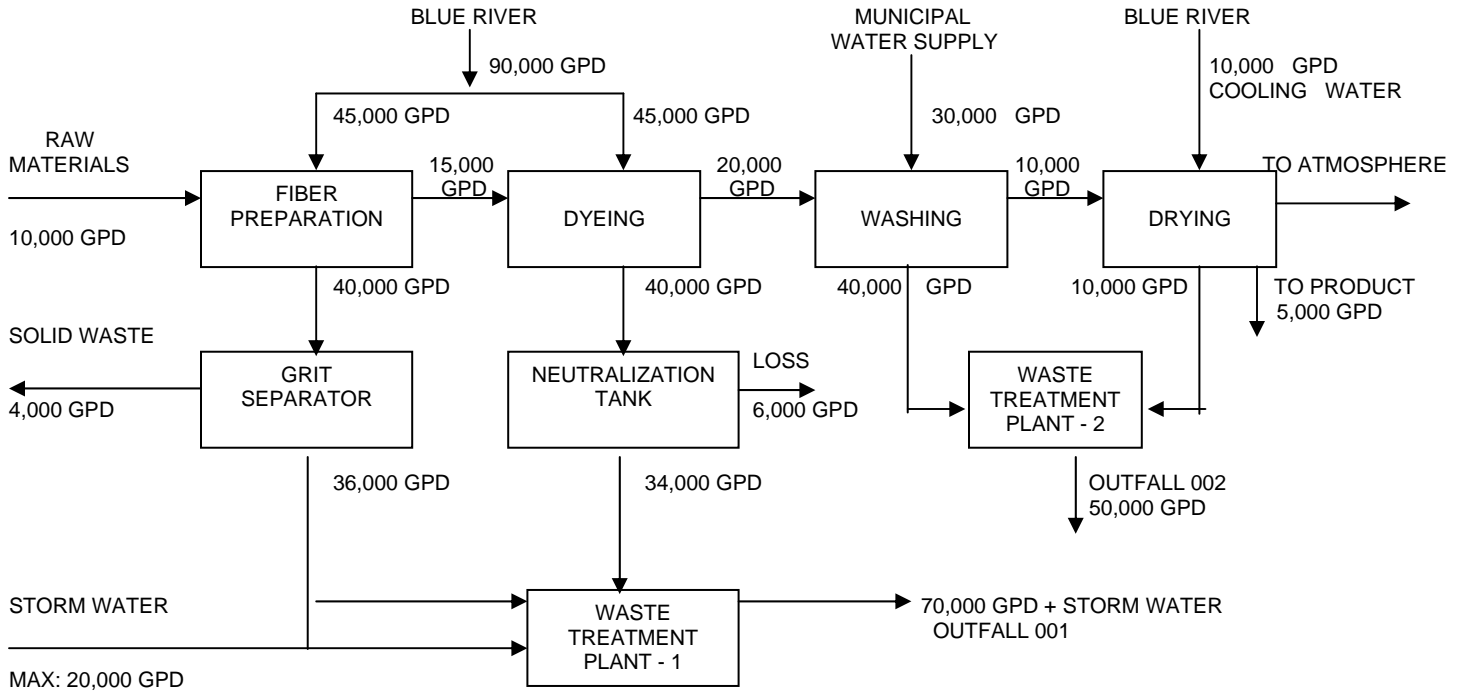 BLUE RIVER
MUNICIPAL
WATER SUPPLY
BLUE RIVER
90,000 GPD
10,000 GPD
COOLING WATER
45,000 GPD
45,000 GPD
30,000 GPD
RAW
MATERIALS
15,000
GPD
20,000
GPD
10,000
GPD
TO ATMOSPHERE
FIBER
PREPARATION
DYEING
WASHING
DRYING
10,000 GPD
40,000 GPD
40,000 GPD
40,000 GPD
10,000 GPD
TO PRODUCT
5,000 GPD
SOLID WASTE
GRIT
SEPARATOR
NEUTRALIZATION
TANK
LOSS
WASTE
TREATMENT
PLANT - 2
4,000 GPD
6,000 GPD
36,000 GPD
34,000 GPD
OUTFALL 002
50,000 GPD
STORM WATER
WASTE
TREATMENT
PLANT - 1
70,000 GPD + STORM WATER
OUTFALL 001
MAX: 20,000 GPD